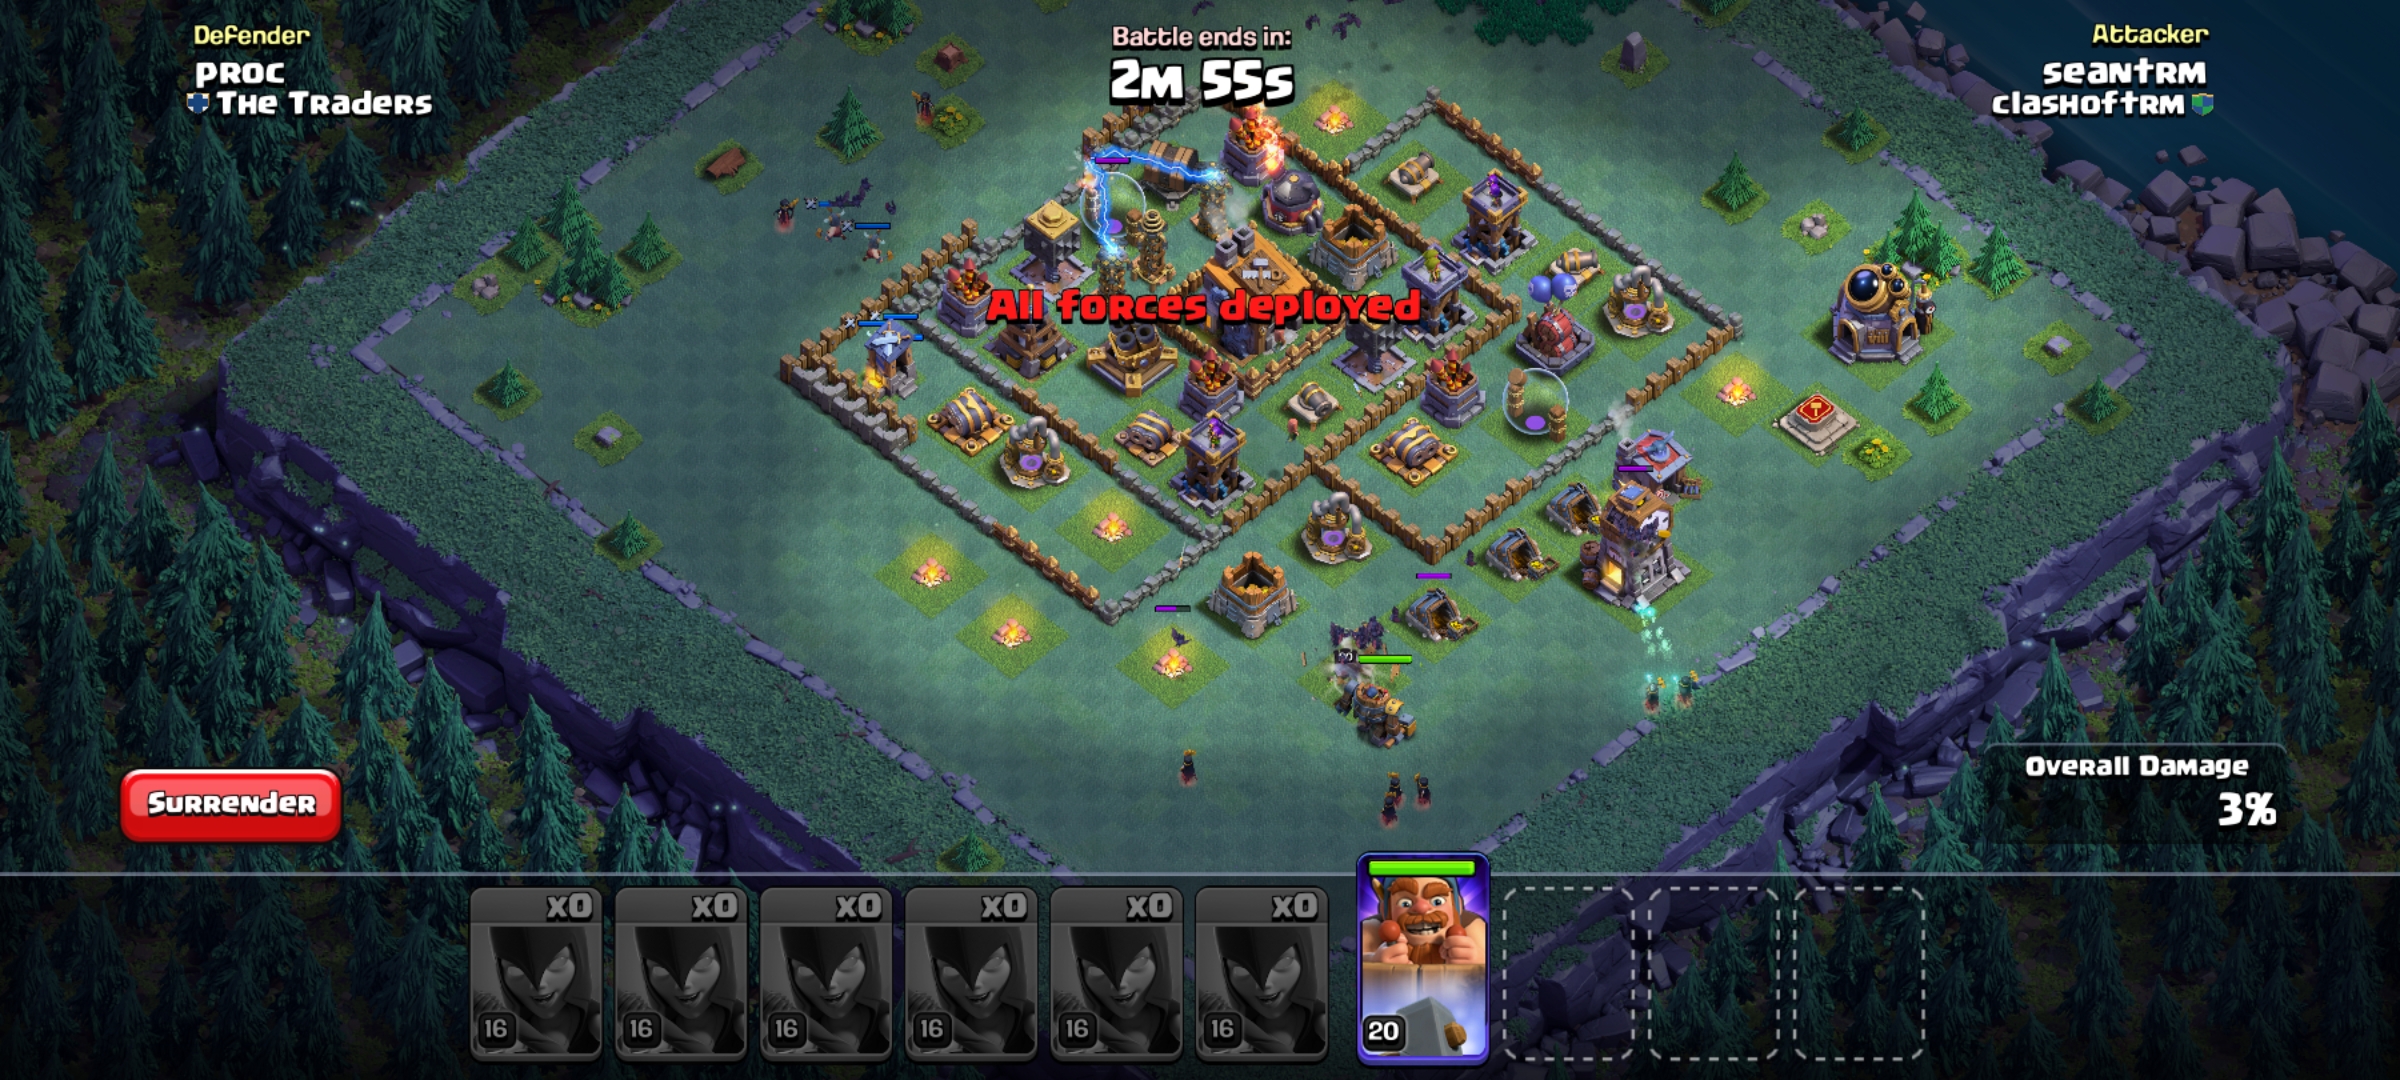 Defender
PROC
The Traders
Battle ends in:
2M 55s
Attacker
seantRM
clashoftRM
All forces deployed
VIII
Surrender
Overall Damage
3%
x0
x0
x0
x0
x0
x0
16
16
16
16
16
16
20